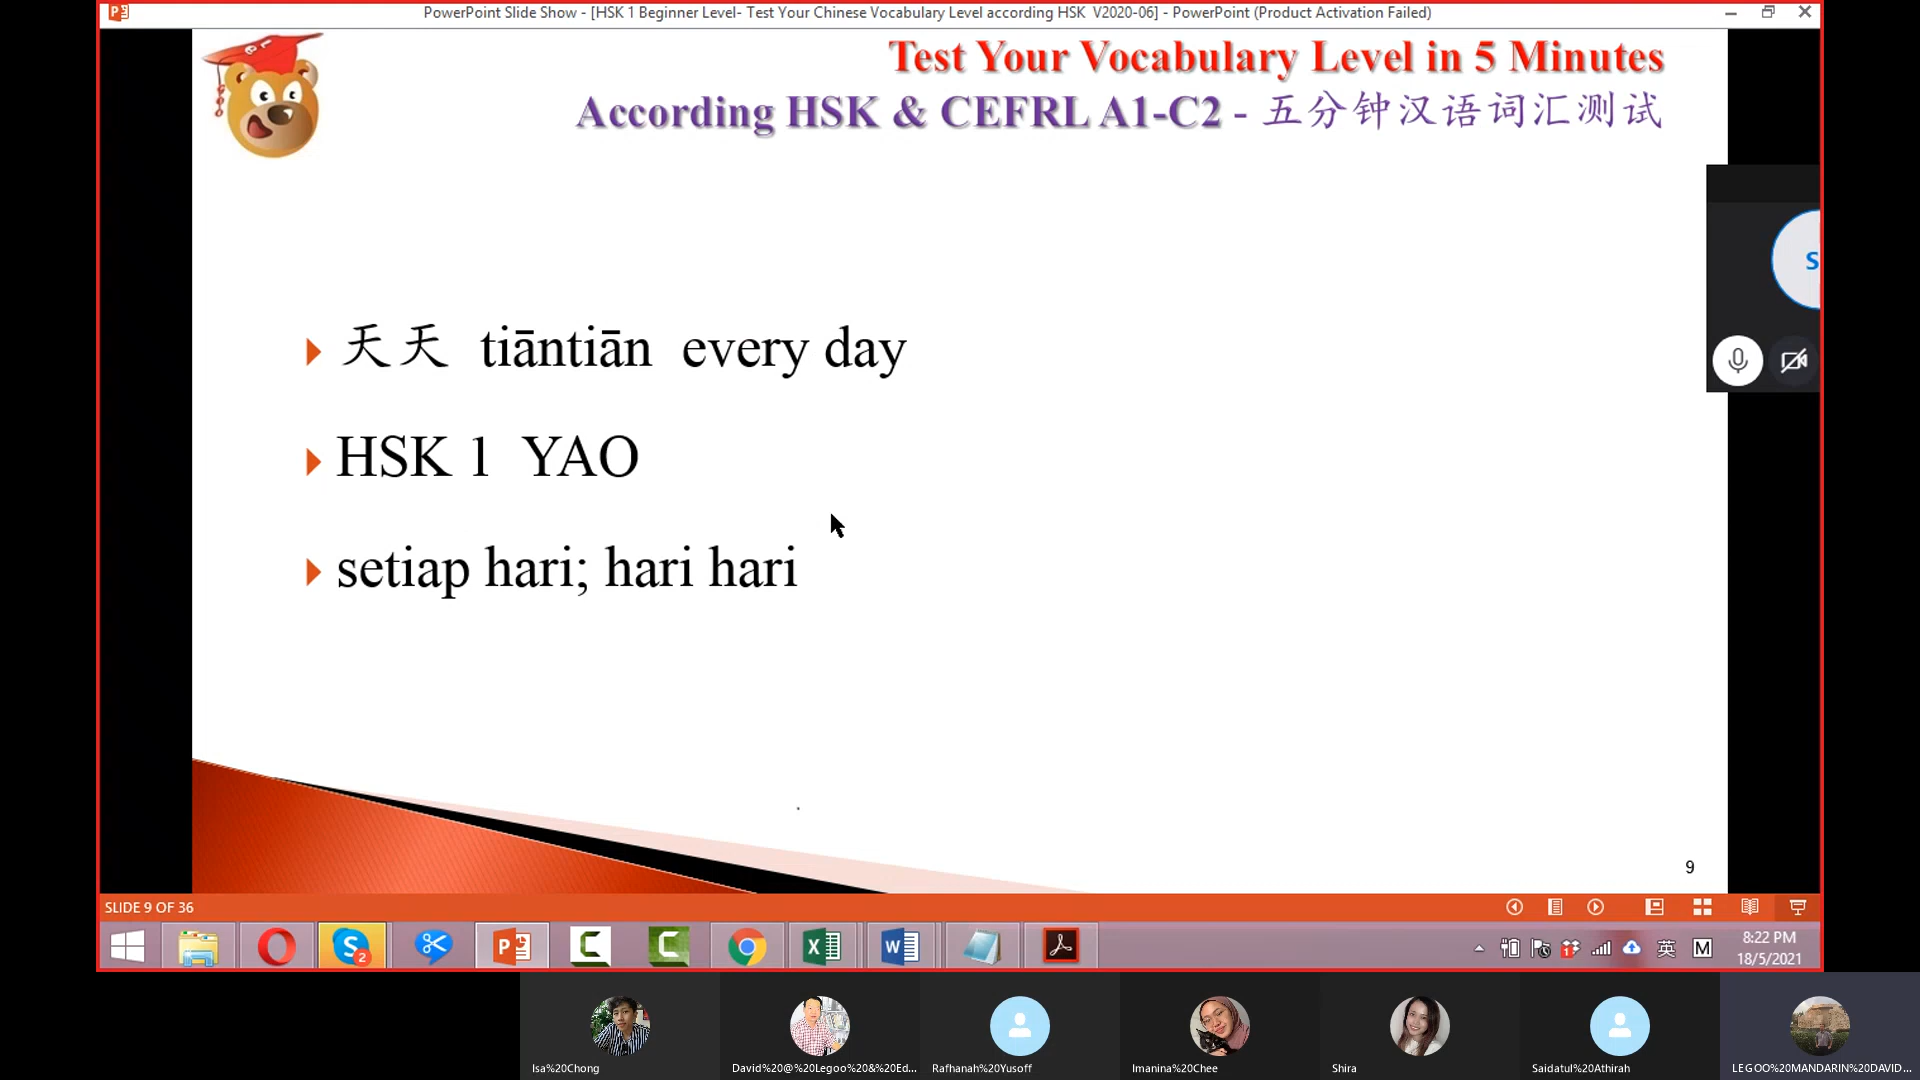 PowerPoint Slide Show - [HSK 1 Beginner Level- Test Your Chinese Vocabulary Level according HSK V2020-06] - PowerPoint (Product Activation Failed)
Test Your Vocabulary Level in 5 Minutes
According HSK & CEFRL A1-C2 - 五分钟汉语词汇测试
S
天天 tiāntiān every day
HSK 1 YAO
setiap hari; hari hari
9
SLIDE 9 OF 36
2
英 M
8:22 PM
18/5/2021
Isa%20Chong
David%20@%20Legoo%20&%20Ed...
Rafhanah%20Yusoff
Imanina%20Chee
Shira
Saidatul%20Athirah
LEGOO%20MANDARIN%20DAVID...